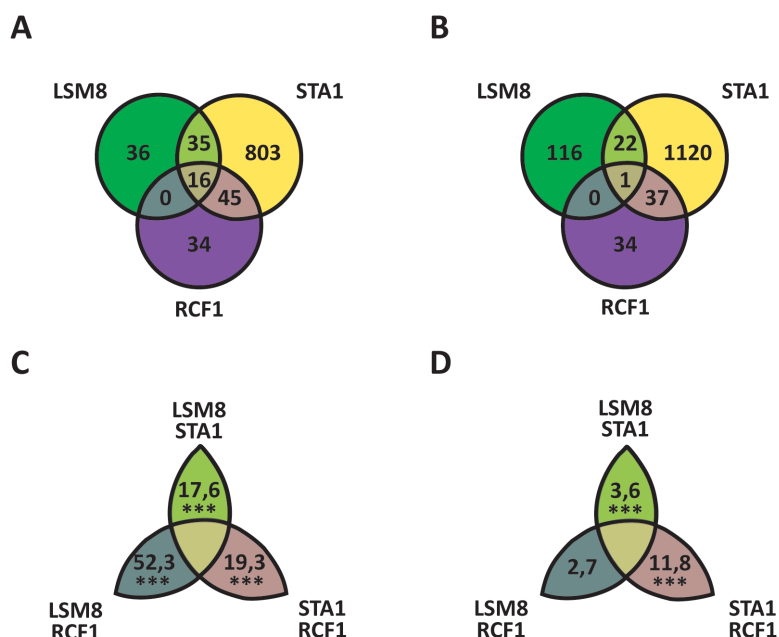 A
B
LSM8
STA1
LSM8
STA1
36
35
803
116
22
1120
16
1
0
45
0
37
34
34
RCF1
RCF1
C
D
LSM8
STA1
LSM8
STA1
17,6
***
3,6
***
52,3
***
19,3
***
2,7
11,8
***
LSM8
RCF1
STA1
RCF1
LSM8
RCF1
STA1
RCF1